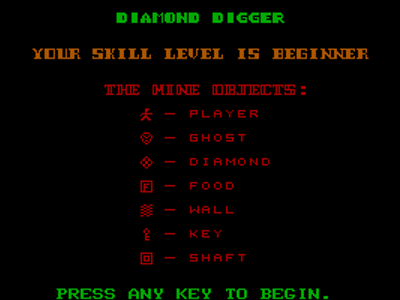 DIAMOND DIGGER
YOUR SKILL LEVEL IS BEGINNER
THE MINE OBJECTS:
— PLAYER
— GHOST
— DIAMOND
F — FOOD
— WALL
— KEY
— SHAFT
PRESS ANY KEY TO BEGIN.